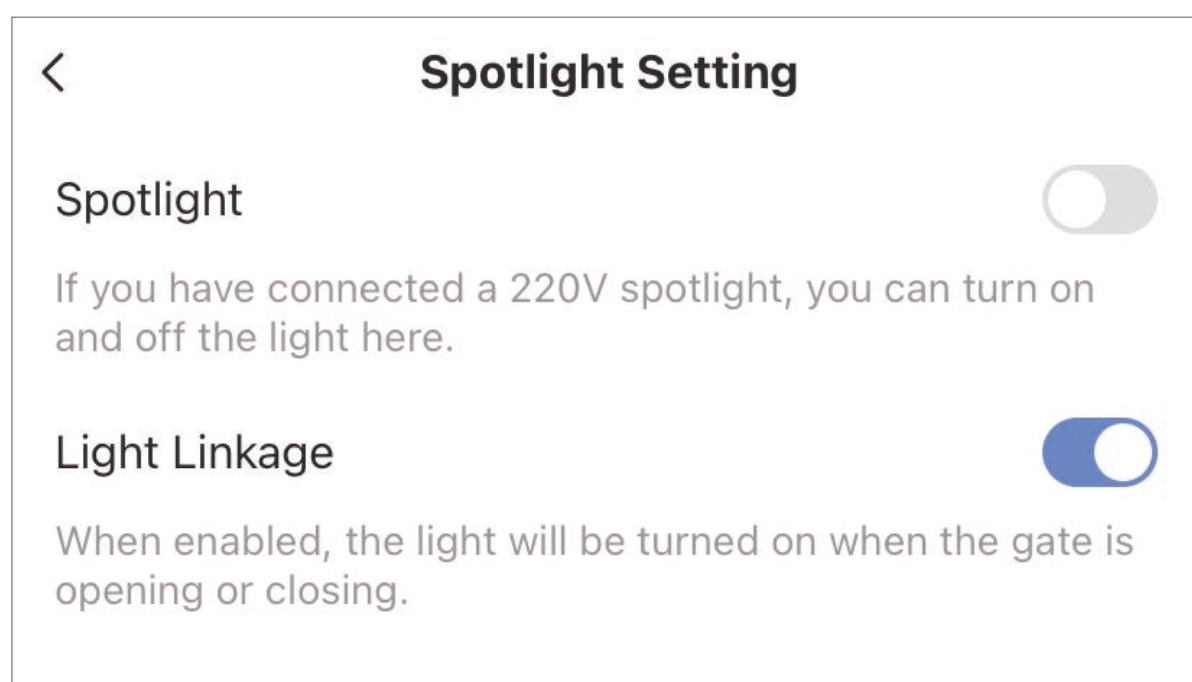 Spotlight Setting
Spotlight
If you have connected a 220V spotlight, you can turn on
and off the light here.
Light Linkage
When enabled, the light will be turned on when the gate is
opening or closing.